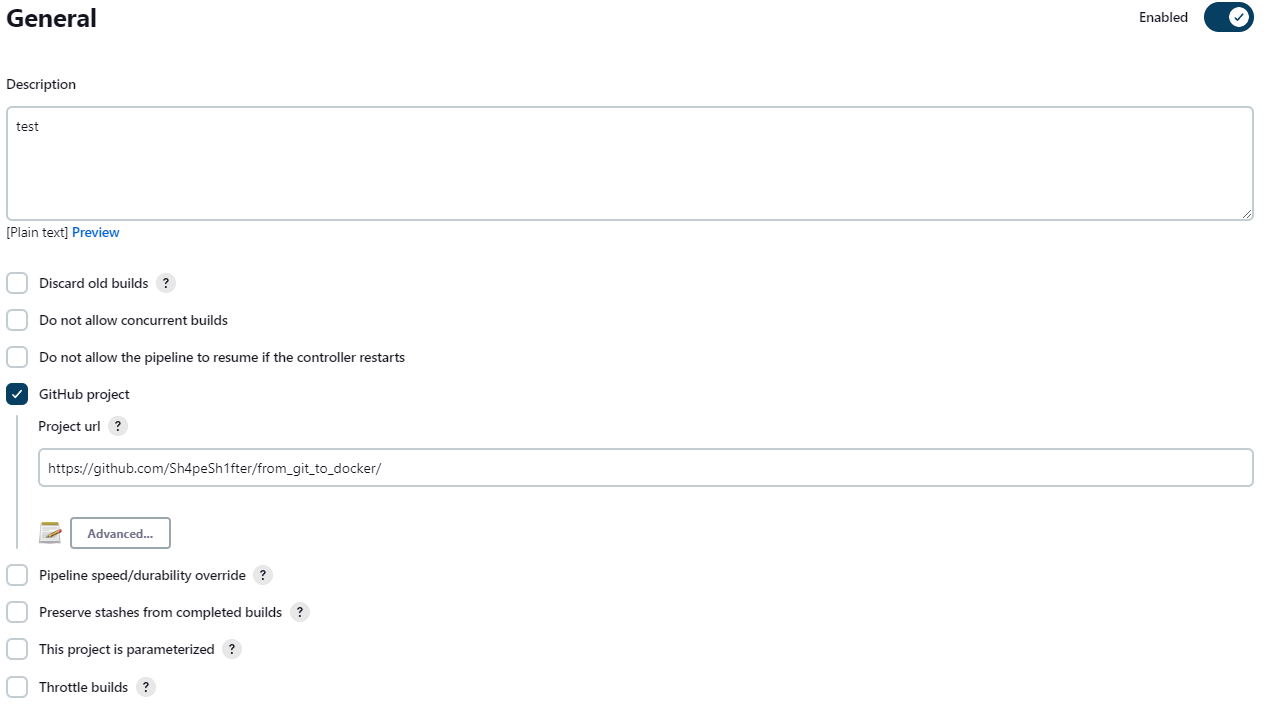 General
Enabled
Description
test
[Plain text] Preview
Discard old builds ?
Do not allow concurrent builds
Do not allow the pipeline to resume if the controller restarts
GitHub project
Project url ?
https://github.com/Sh4peSh1fter/from_git_to_docker/
Advanced...
Pipeline speed/durability override ?
Preserve stashes from completed builds ?
This project is parameterized ?
Throttle builds ?